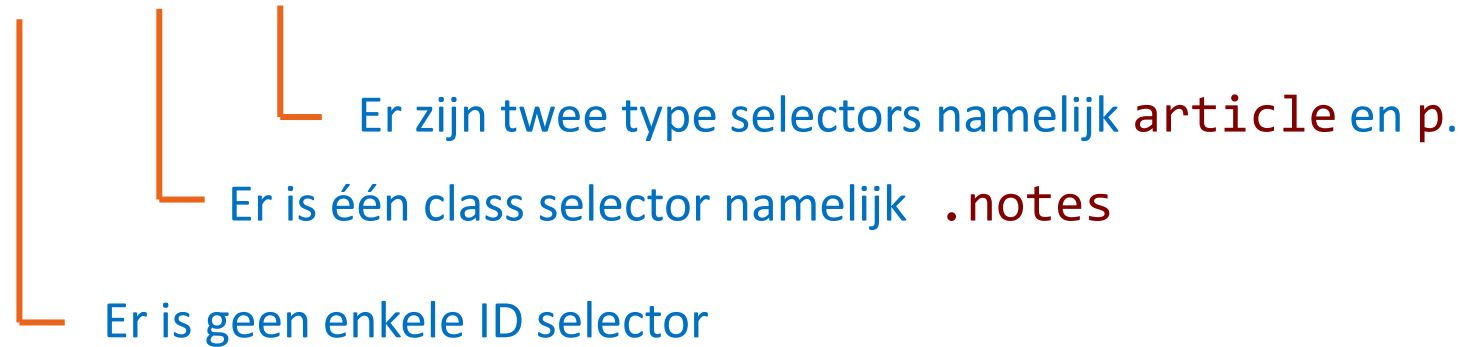 Er zijn twee type selectors namelijk article en p.
Er is één class selector namelijk .notes
Er is geen enkele ID selector